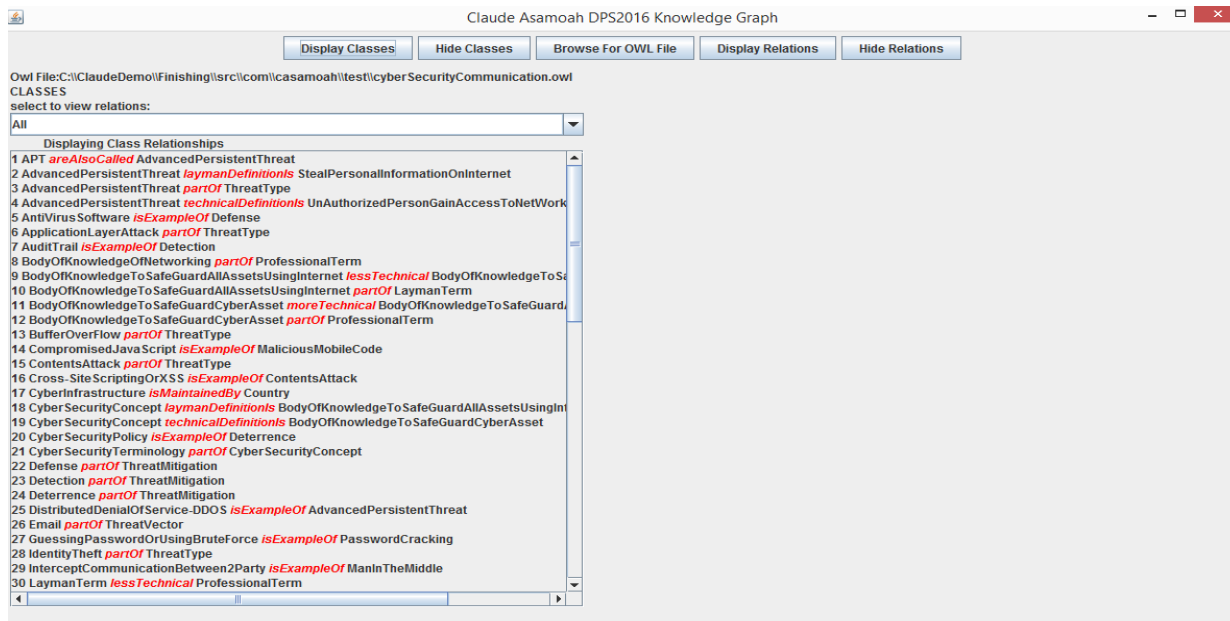 Claude Asamoah DPS2016 Knowledge Graph
Display Classes Hide Classes Browse For OWL File Display Relations Hide Relations
Owl File:C:\\ClaudeDemo\\Finishing\\src\\com\\casamoah\\test\\cyberSecurityCommunication.owl
CLASSES
select to view relations:
All
Displaying Class Relationships
1 APT areAlsoCalled AdvancedPersistentThreat
2 AdvancedPersistentThreat laymanDefinitionIs StealPersonalInformationOnInternet
3 AdvancedPersistentThreat partOf ThreatType
4 AdvancedPersistentThreat technicalDefinitionIs UnAuthorizedPersonGainAccessToNetWork
5 AntiVirusSoftware isExampleOf Defense
6 ApplicationLayerAttack partOf ThreatType
7 AuditTrail isExampleOf Detection
8 BodyOfKnowledgeOfNetworking partOf ProfessionalTerm
9 BodyOfKnowledgeToSafeGuardAllAssetsUsingInternet lessTechnical BodyOfKnowledgeToSa
10 BodyOfKnowledgeToSafeGuardAllAssetsUsingInternet partOf LaymanTerm
11 BodyOfKnowledgeToSafeGuardCyberAsset moreTechnical BodyOfKnowledgeToSafeGuardA
12 BodyOfKnowledgeToSafeGuardCyberAsset partOf ProfessionalTerm
13 BufferOverFlow partOf ThreatType
14 CompromisedJavaScript isExampleOf MaliciousMobileCode
15 ContentsAttack partOf ThreatType
16 Cross-SiteScriptingOrXSS isExampleOf ContentsAttack
17 CyberInfrastructure isMaintainedBy Country
18 CyberSecurityConcept laymanDefinitionIs BodyOfKnowledgeToSafeGuardAllAssetsUsingInt
19 CyberSecurityConcept technicalDefinitionIs BodyOfKnowledgeToSafeGuardCyberAsset
20 CyberSecurityPolicy isExampleOf Deterrence
21 CyberSecurityTerminology partOf CyberSecurityConcept
22 Defense partOf ThreatMitigation
23 Detection partOf ThreatMitigation
24 Deterrence partOf ThreatMitigation
25 DistributedDenialOfService-DDOS isExampleOf AdvancedPersistentThreat
26 Email partOf ThreatVector
27 GuessingPasswordOrUsingBruteForce isExampleOf PasswordCracking
28 IdentityTheft partOf ThreatType
29 InterceptCommunicationBetween2Party isExampleOf ManInTheMiddle
30 LaymanTerm lessTechnical ProfessionalTerm